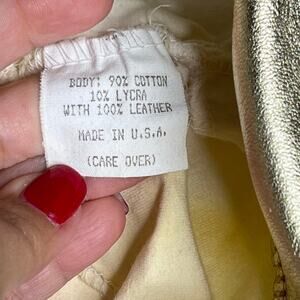 BODY: 90% COTTON
10% LYCRA
WITH 100% LEATHER
MADE IN U.S.A.
(CARE OVER)